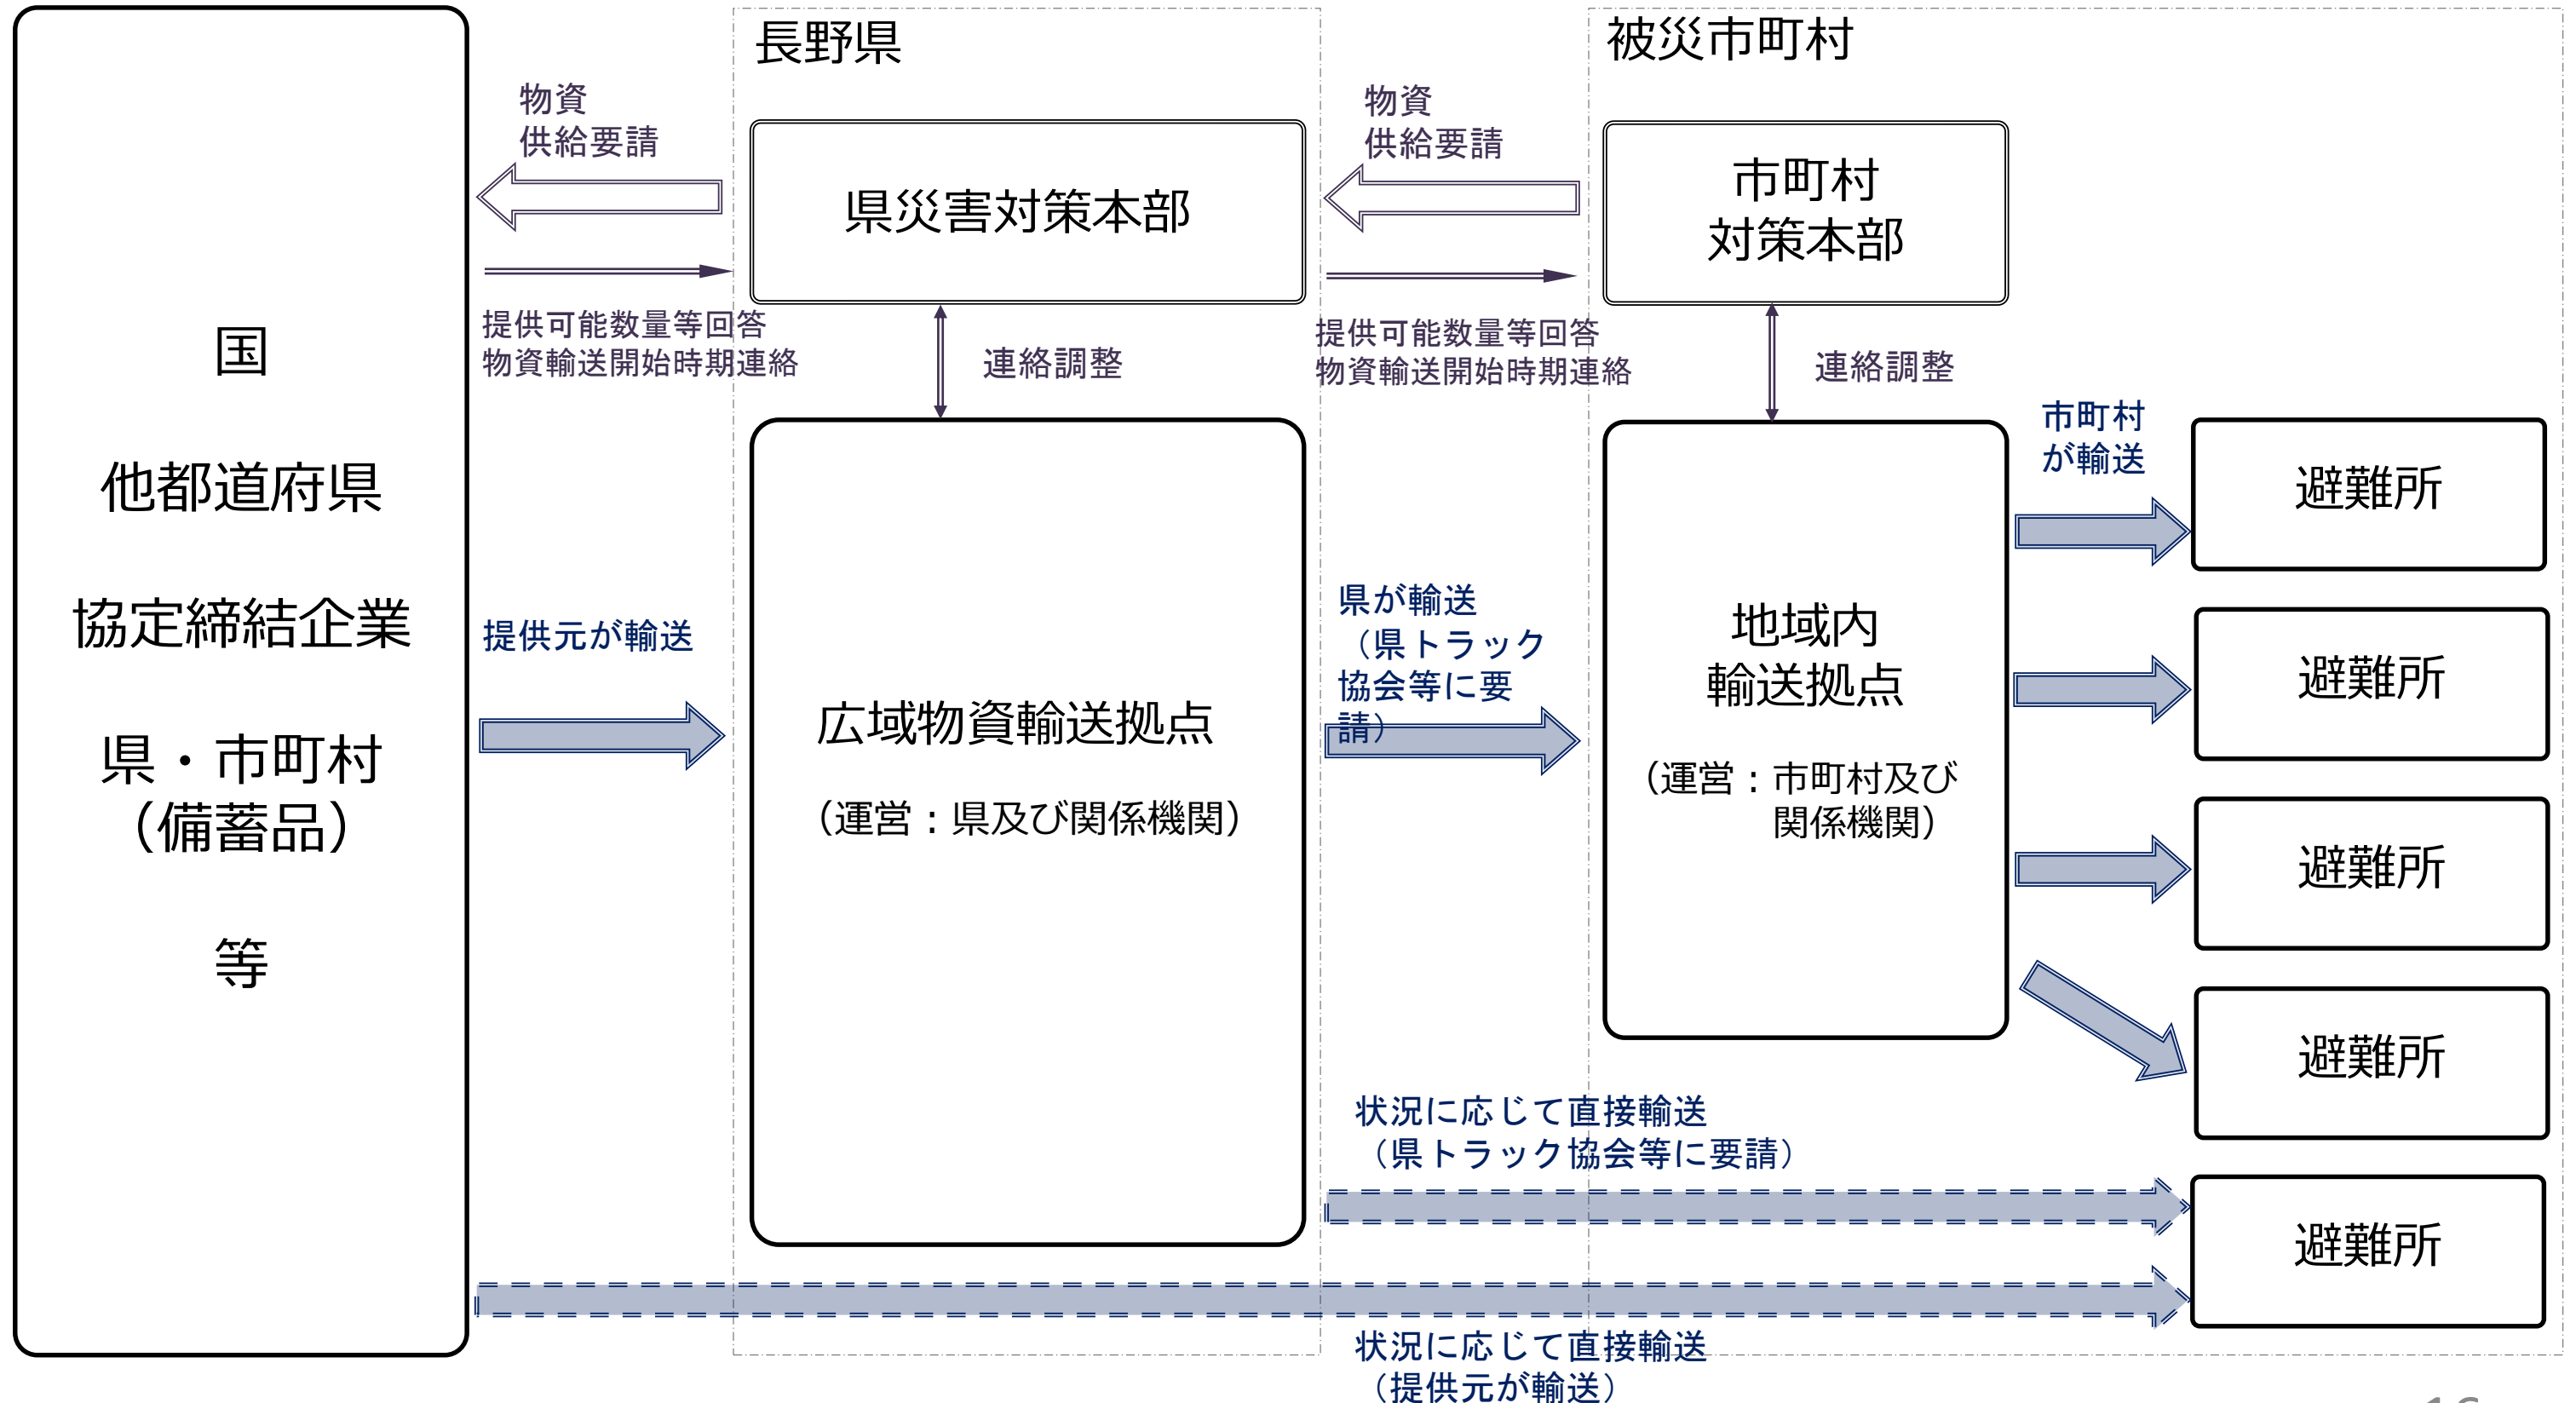 国
他都道府県
協定締結企業
県・市町村
（備蓄品）
等
物資
供給要請
提供可能数量等回答
物資輸送開始時期連絡
提供元が輸送
長野県
県災害対策本部
連絡調整
広域物資輸送拠点
（運営：県及び関係機関）
物資
供給要請
提供可能数量等回答
物資輸送開始時期連絡
県が輸送
（県トラック
協会等に要
請）
被災市町村
市町村
対策本部
連絡調整
地域内
輸送拠点
（運営：市町村及び
関係機関）
市町村
が輸送
避難所
避難所
避難所
避難所
避難所
状況に応じて直接輸送
（県トラック協会等に要請）
状況に応じて直接輸送
（提供元が輸送）